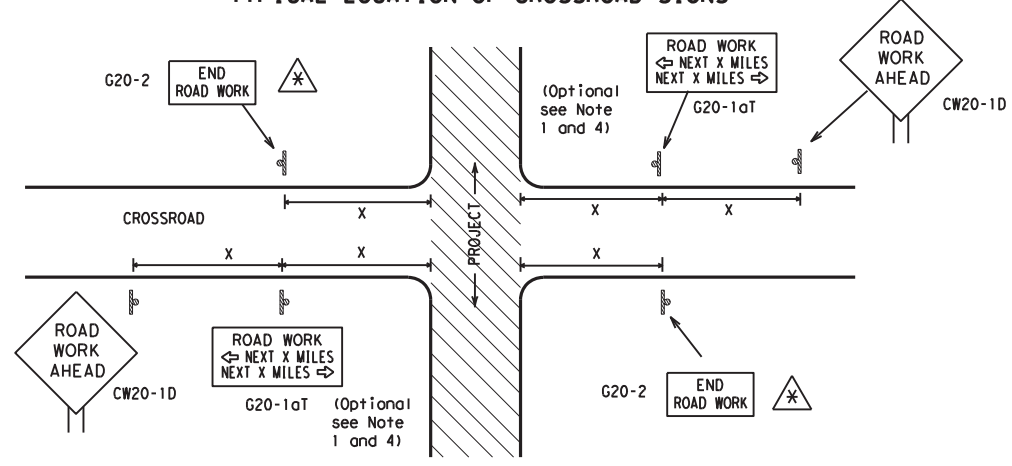 TYPICAL LOCATION OF CROSSROAD SIGNS
G20-2
END
ROAD WORK
*
(Optional
see Note
1 and 4)
ROAD WORK
⇦ NEXT X MILES
NEXT X MILES ⇨
G20-1aT
ROAD
WORK
AHEAD
CW20-1D
X
X
X
CROSSROAD
PROJECT
X
X
X
ROAD
WORK
AHEAD
CW20-1D
ROAD WORK
⇦ NEXT X MILES
NEXT X MILES ⇨
G20-1aT
(Optional
see Note
1 and 4)
G20-2
END
ROAD WORK
*